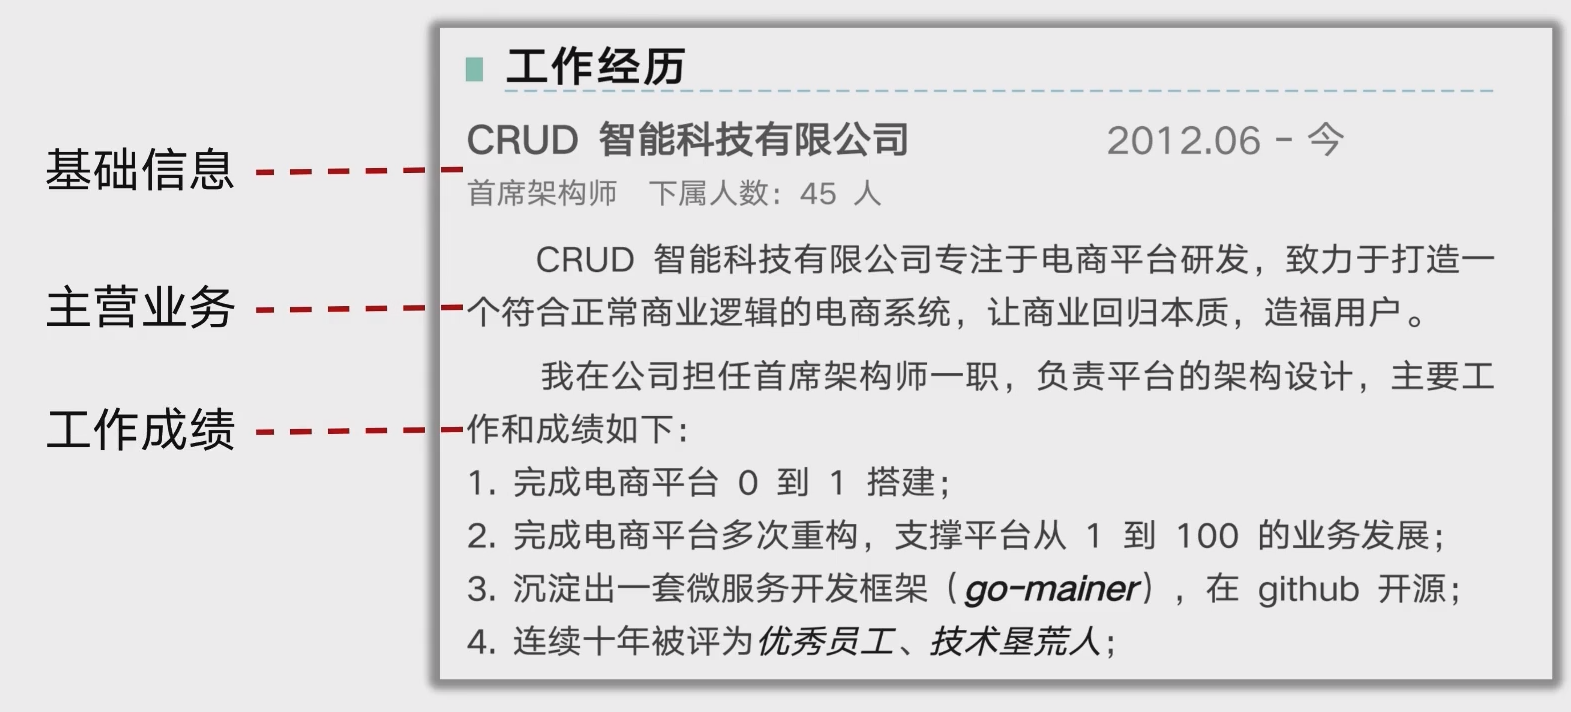 工作经历
CRUD 智能科技有限公司 2012.06 - 今
基础信息
首席架构师 下属人数：45 人
CRUD 智能科技有限公司专注于电商平台研发，致力于打造一
主营业务
个符合正常商业逻辑的电商系统，让商业回归本质，造福用户。
我在公司担任首席架构师一职，负责平台的架构设计，主要工
工作成绩
作和成绩如下：
1. 完成电商平台 0 到 1 搭建；
2. 完成电商平台多次重构，支撑平台从 1 到 100 的业务发展；
3. 沉淀出一套微服务开发框架（go-mainer），在 github 开源；
4. 连续十年被评为优秀员工、技术垦荒人；